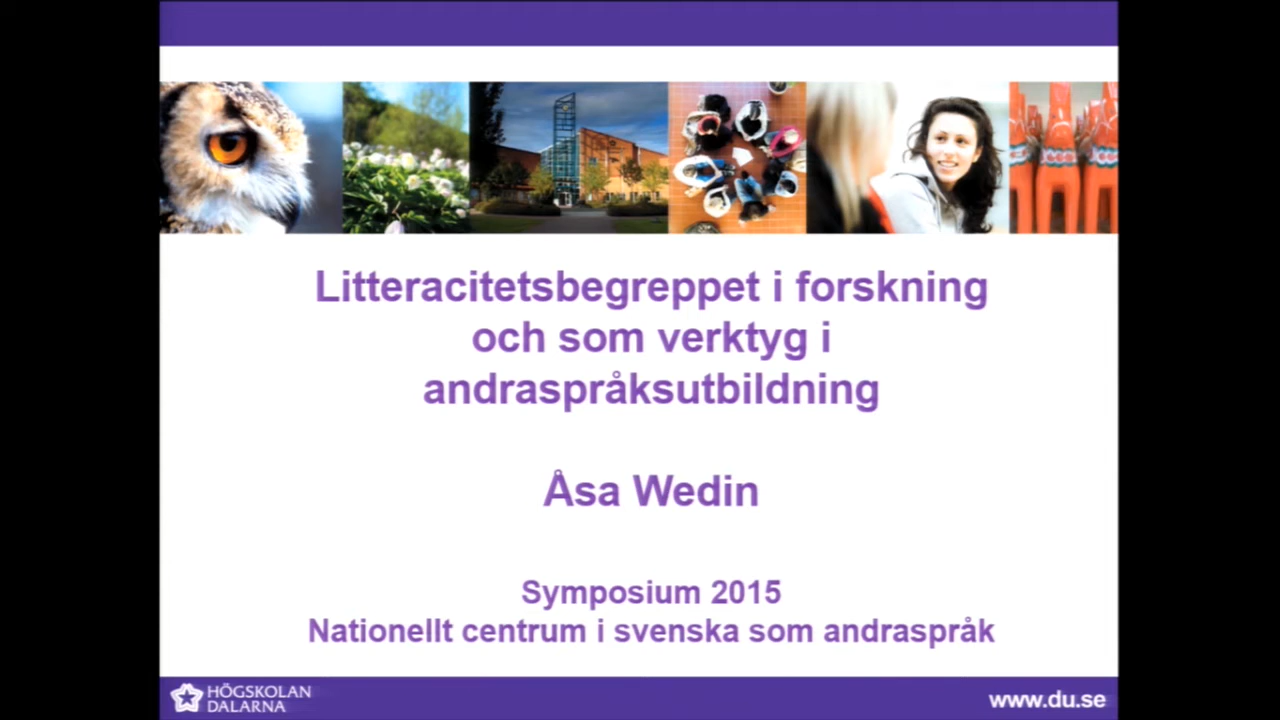 Litteracitetsbegreppet i forskning
och som verktyg i
andraspråksutbildning
Åsa Wedin
Symposium 2015
Nationellt centrum i svenska som andraspråk
HÖGSKOLAN
DALARNA
www.du.se